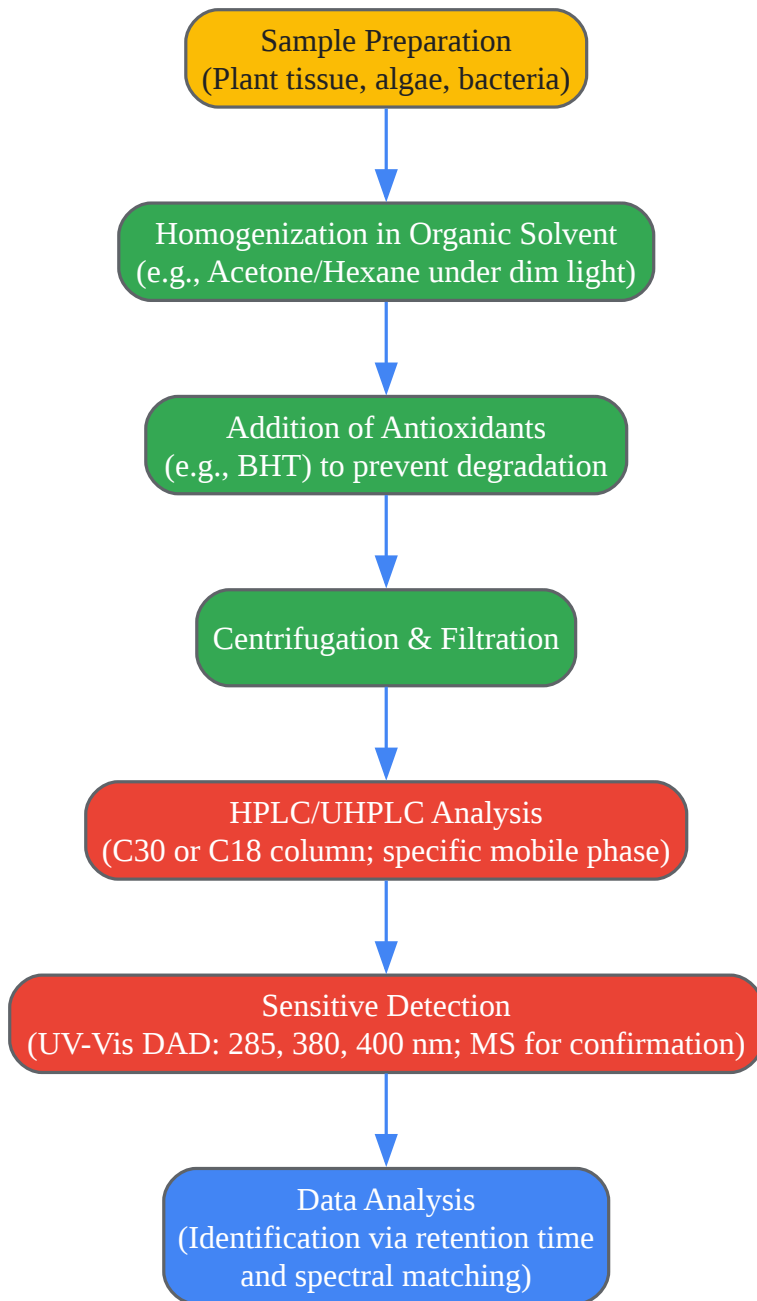 Sample Preparation
(Plant tissue, algae, bacteria)
Homogenization in Organic Solvent
(e.g., Acetone/Hexane under dim light)
Addition of Antioxidants
(e.g., BHT) to prevent degradation
Centrifugation & Filtration
HPLC/UHPLC Analysis
(C30 or C18 column; specific mobile phase)
Sensitive Detection
(UV-Vis DAD: 285, 380, 400 nm; MS for confirmation)
Data Analysis
(Identification via retention time
and spectral matching)